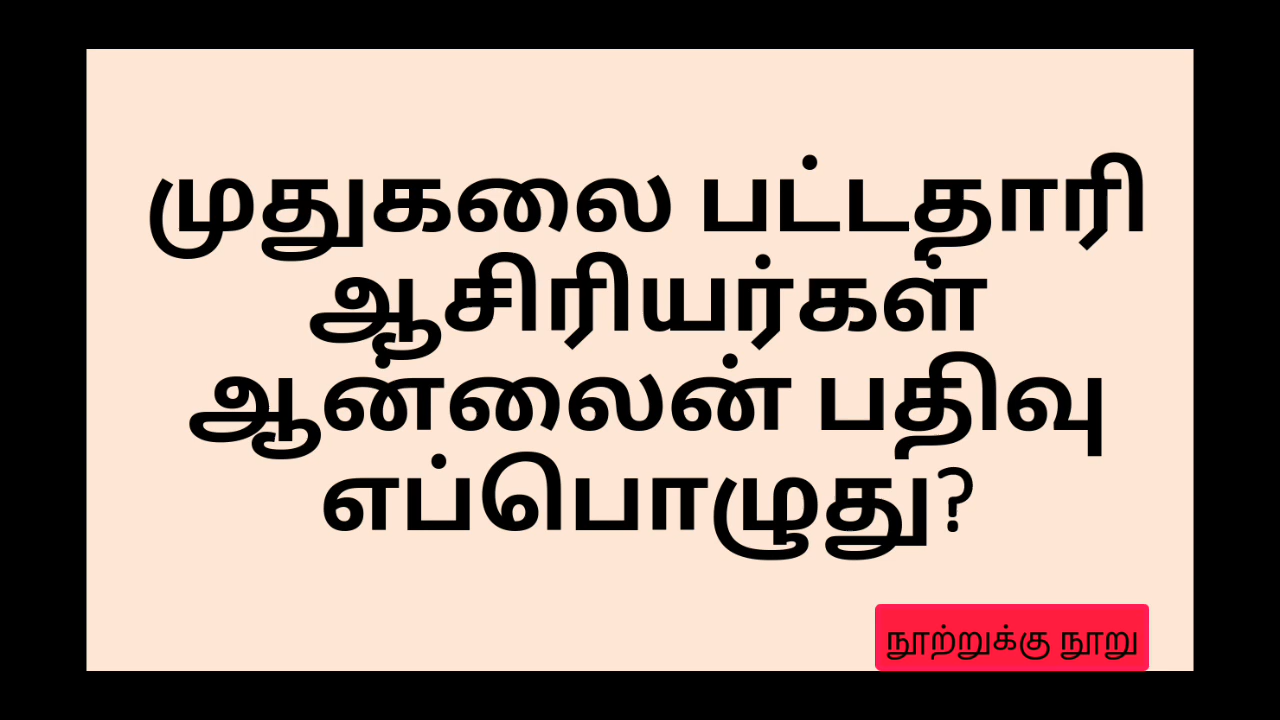 முதுகலை பட்டதாரி
ஆசிரியர்கள்
ஆன்லைன் பதிவு
எப்பொழுது?
நூற்றுக்கு நூறு